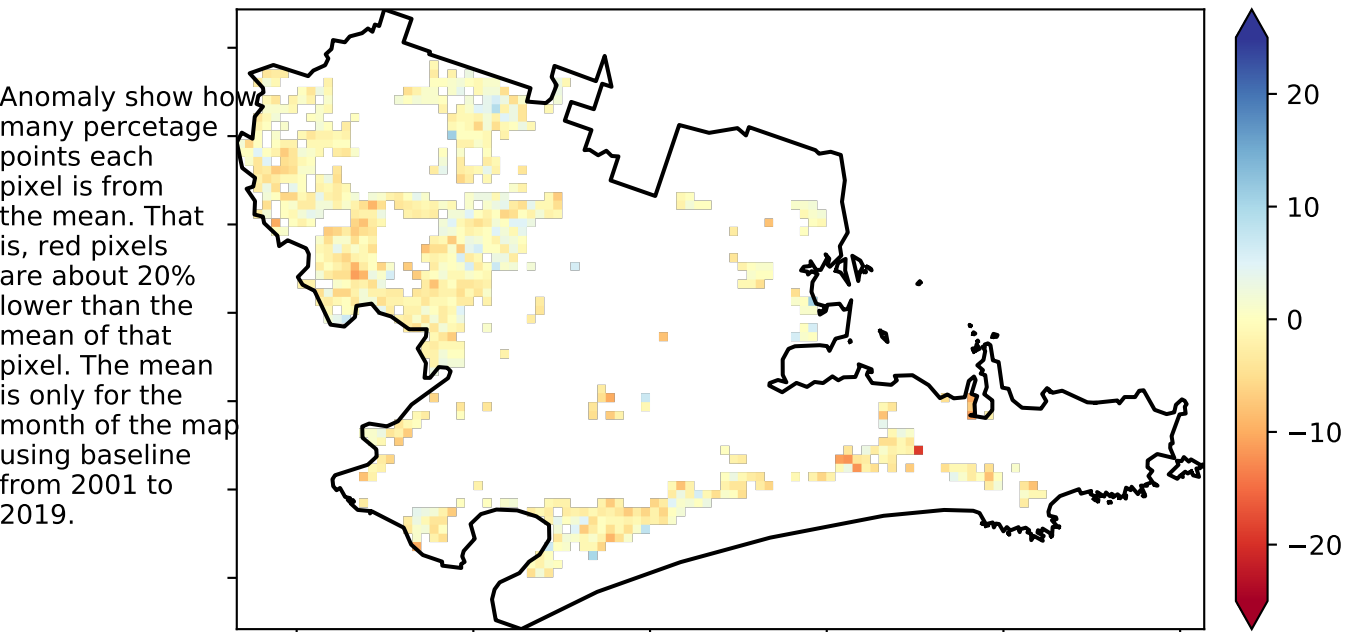 Anomaly show how
many percetage
points each
pixel is from
the mean. That
is, red pixels
are about 20%
lower than the
mean of that
pixel. The mean
is only for the
month of the map
using baseline
from 2001 to
2019.
20
10
0
−10
−20